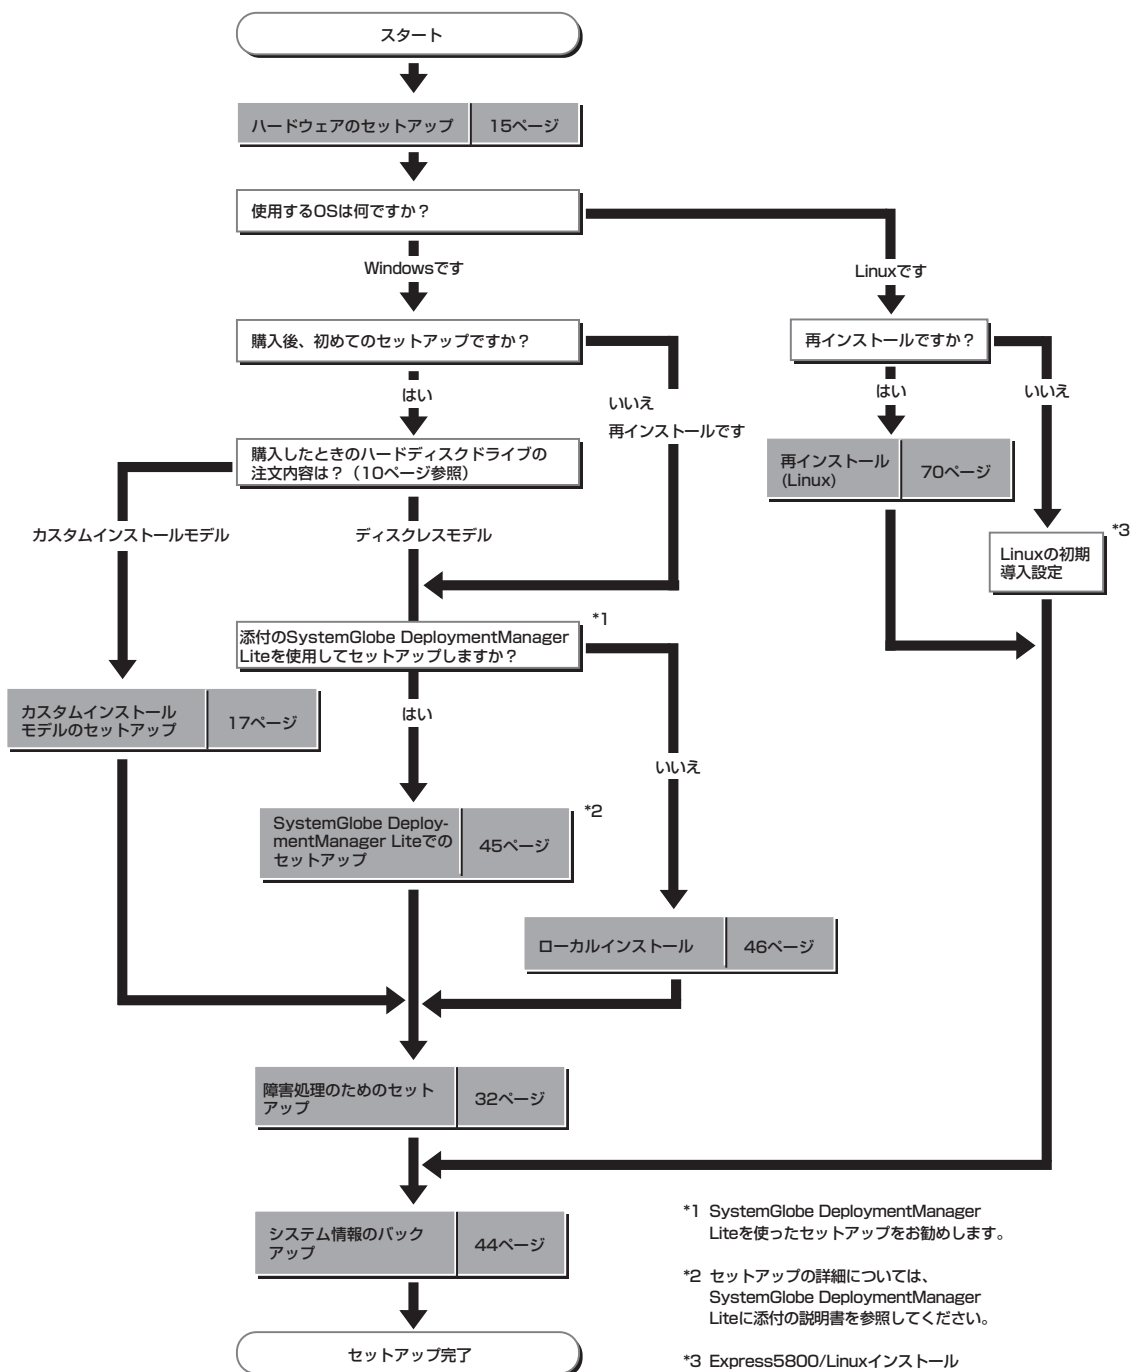 スタート
ハードウェアのセットアップ 15ページ
使用するOSは何ですか？
Windowsです
Linuxです
購入後、初めてのセットアップですか？
再インストールですか？
はい
いいえ
再インストールです
はい
いいえ
購入したときのハードディスクドライブの
注文内容は？（10ページ参照）
再インストール
(Linux)
70ページ
カスタムインストールモデル
ディスクレスモデル
*3
Linuxの初期
導入設定
*1
添付のSystemGlobe DeploymentManager
Liteを使用してセットアップしますか？
カスタムインストール
モデルのセットアップ
17ページ
はい
いいえ
*2
SystemGlobe Deploy-
mentManager Liteでの
セットアップ
45ページ
ローカルインストール 46ページ
障害処理のためのセット
アップ
32ページ
システム情報のバック
アップ
44ページ
セットアップ完了
*1 SystemGlobe DeploymentManager
Liteを使ったセットアップをお勧めします。
*2 セットアップの詳細については、
SystemGlobe DeploymentManager
Liteに添付の説明書を参照してください。
*3 Express5800/Linuxインストール